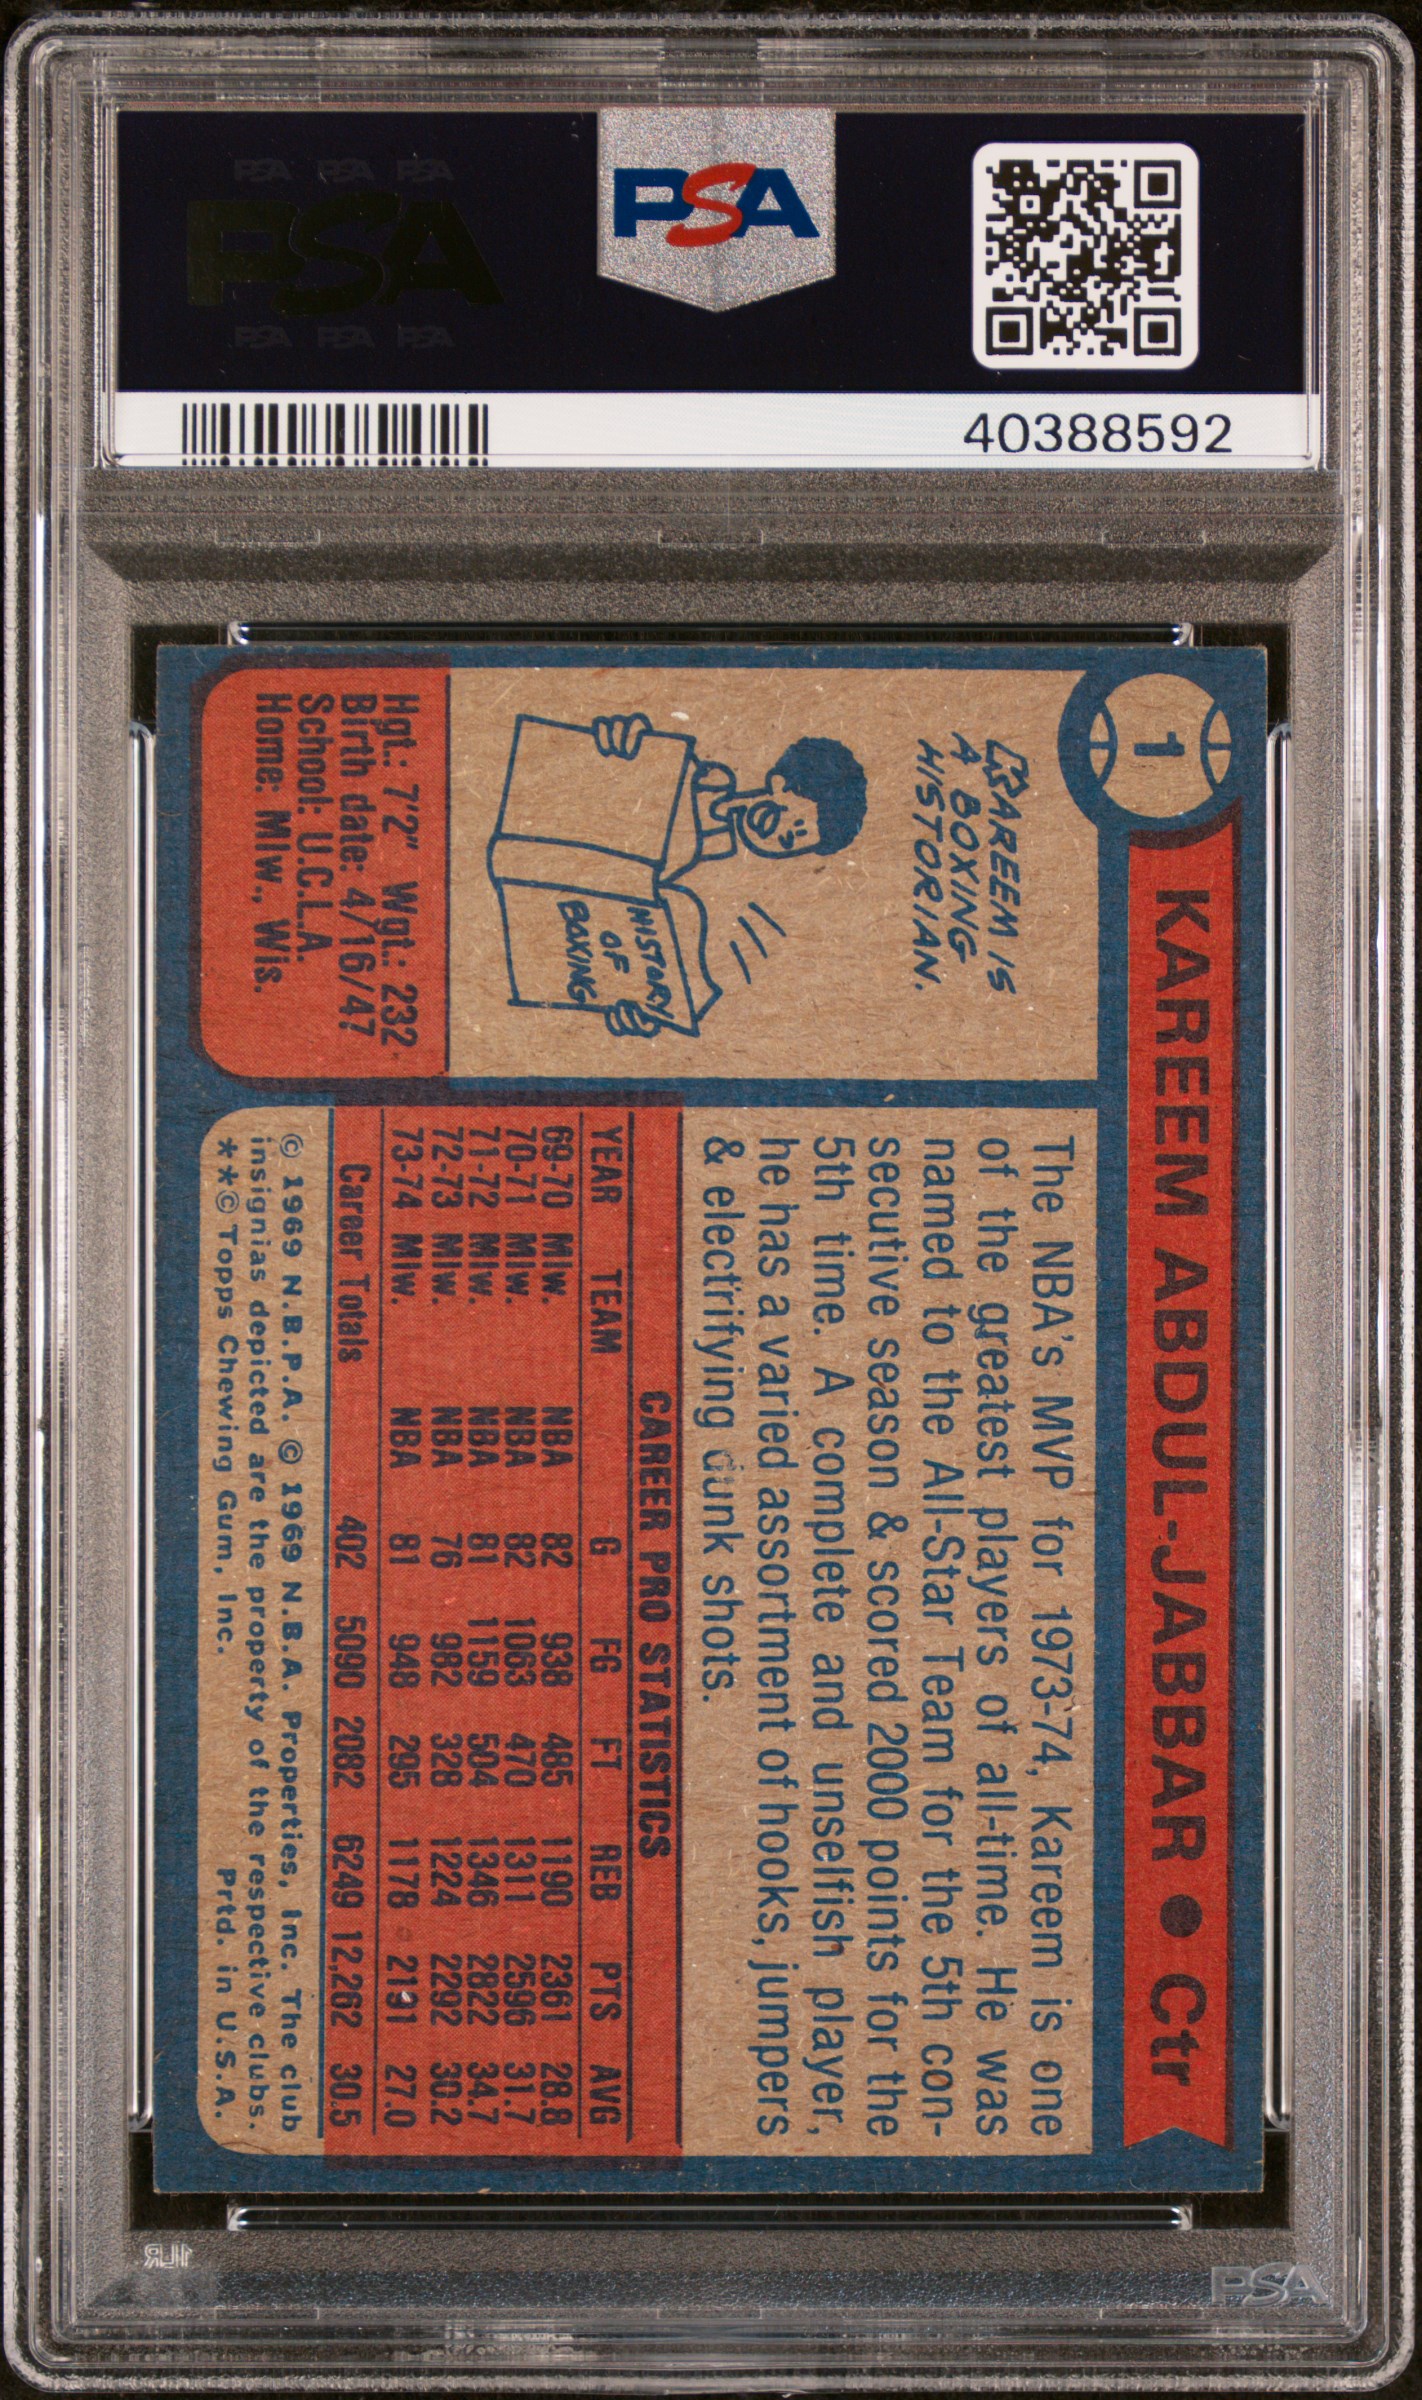 PSA PSA PSA
PSA
PSA PSA PSA
PSA
40388592
1
KAREEM ABDUL-JABBAR ● Ctr
KAREEM IS
A BOXING
HISTORIAN.
HISTORY
OF
BOXING
Hgt.: 7'2" Wgt.: 232
Birth date: 4/16/47
School: U.C.L.A.
Home: Mlw., Wis.
The NBA's MVP for 1973-74, Kareem is one
of the greatest players of all-time. He was
named to the All-Star Team for the 5th con-
secutive season & scored 2000 points for the
5th time. A complete and unselfish player,
he has a varied assortment of hooks, jumpers
& electrifying dunk shots.
CAREER PRO STATISTICS
YEAR TEAM G FG FT REB PTS AVG
69-70 Mlw. NBA 82 938 485 1190 2361 28.8
70-71 Mlw. NBA 82 1063 470 1311 2596 31.7
71-72 Mlw. NBA 81 1159 504 1346 2822 34.7
72-73 Mlw. NBA 76 982 328 1224 2292 30.2
73-74 Mlw. NBA 81 948 295 1178 2191 27.0
Career Totals 402 5090 2082 6249 12,262 30.5
© 1969 N.B.P.A. © 1969 N.B.A. Properties, Inc. The club
insignias depicted are the property of the respective clubs.
**© Topps Chewing Gum, Inc. Prtd. in U.S.A.
1LR
PSA